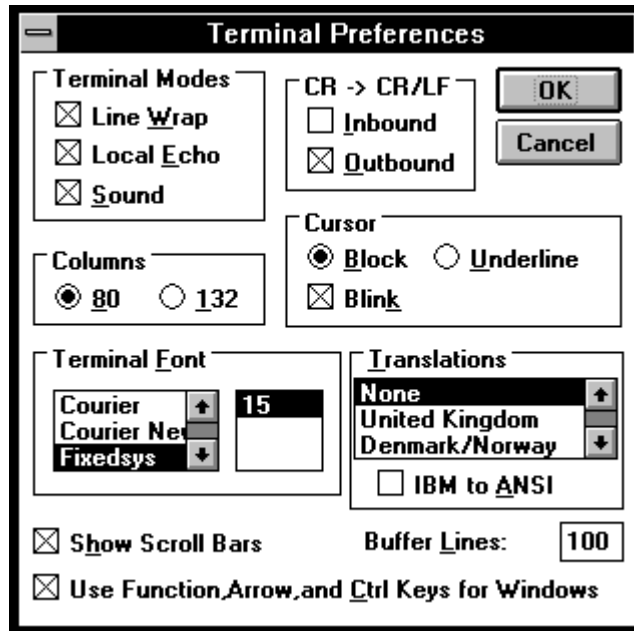 Terminal Preferences
Terminal Modes
Line Wrap
Local Echo
Sound
CR -> CR/LF
Inbound
Outbound
OK
Cancel
Columns
80 132
Cursor
Block Underline
Blink
Terminal Font
Courier
Courier Nev
Fixedsys
15
Translations
None
United Kingdom
Denmark/Norway
IBM to ANSI
Show Scroll Bars
Buffer Lines: 100
Use Function,Arrow,and Ctrl Keys for Windows